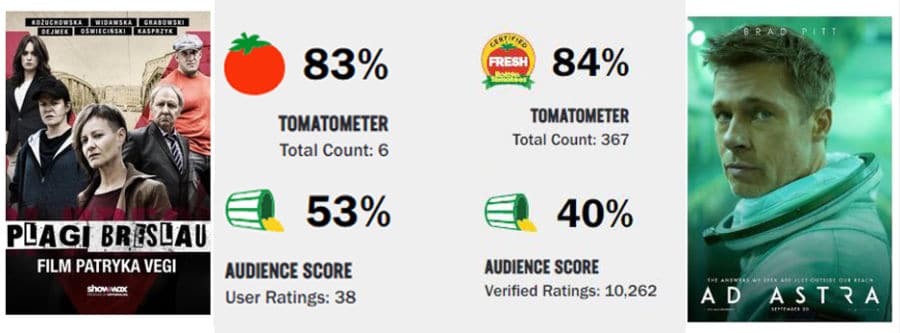 KOŻUCHOWSKA WIDAWSKA GRABOWSKI
DEJMEK OŚWIECIŃSKI KASPRZYK
PLAGI BRESLAU
FILM PATRYKA VEGI
showmax
83%
TOMATOMETER
Total Count: 6
53%
AUDIENCE SCORE
User Ratings: 38
CERTIFIED
FRESH
Rotten
Tomatoes
84%
TOMATOMETER
Total Count: 367
40%
AUDIENCE SCORE
Verified Ratings: 10,262
BRAD PITT
THE ANSWERS WE SEEK ARE JUST OUTSIDE OUR REACH
AD ASTRA
SEPTEMBER 20